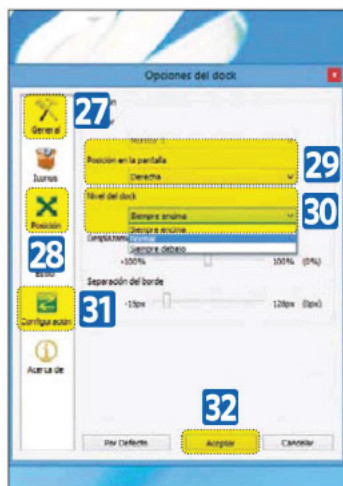 Opciones del dock
27
General
Iconos
Posición
28
Configuración
31
Acerca de
Monitor 1
Posición en la pantalla
Derecha
29
Nivel del dock
Siempre encima
30
Siempre encima
Normal
Siempre debajo
-100%
100% (0%)
Separación del borde
-15px
128px (0px)
32
Por Defecto
Aceptar
Cancelar